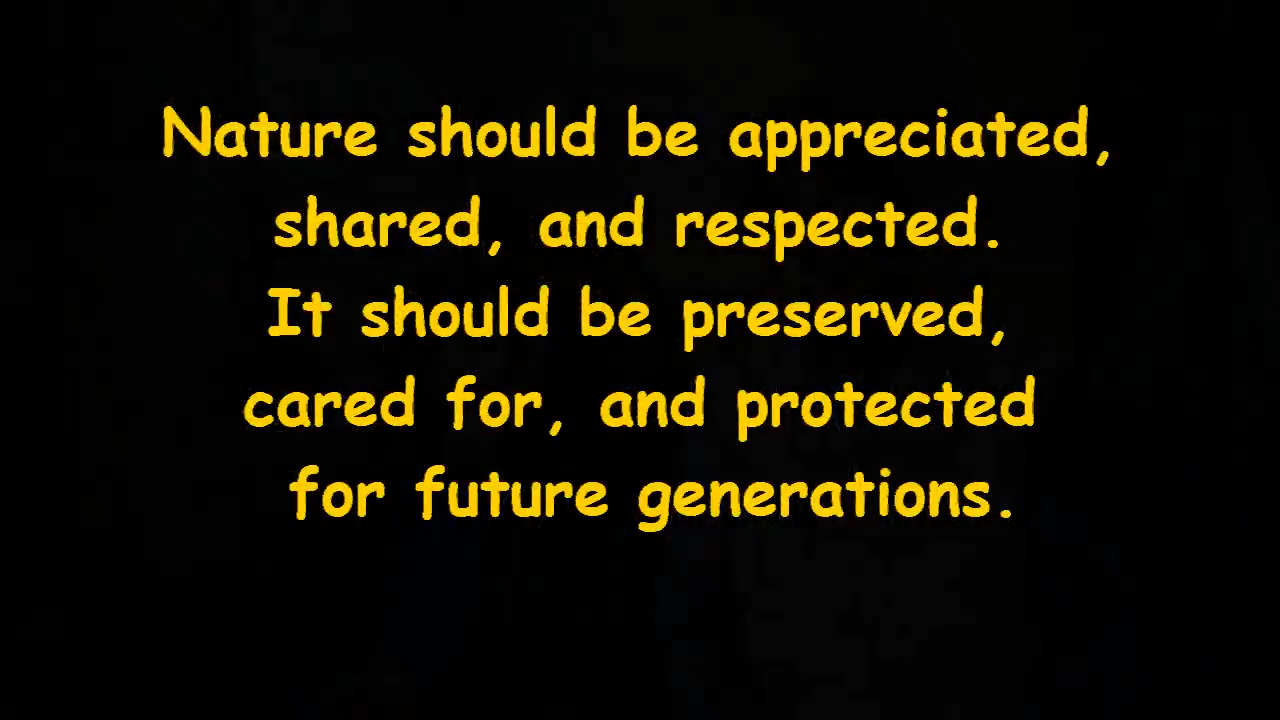 Nature should be appreciated,
shared, and respected.
It should be preserved,
cared for, and protected
for future generations.